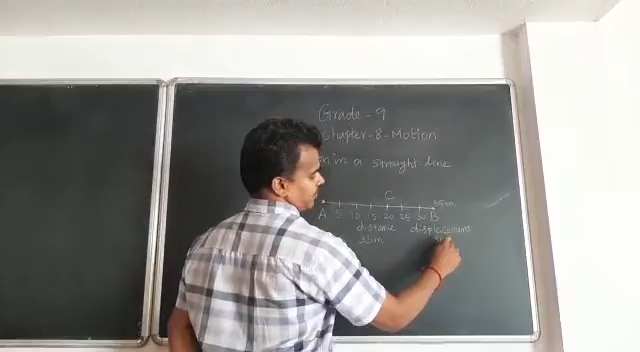 Grade - 9
Chapter-8-Motion
in a straight line
C
35m
A 5 10 15 20 25 30 B
distance displacement
35m